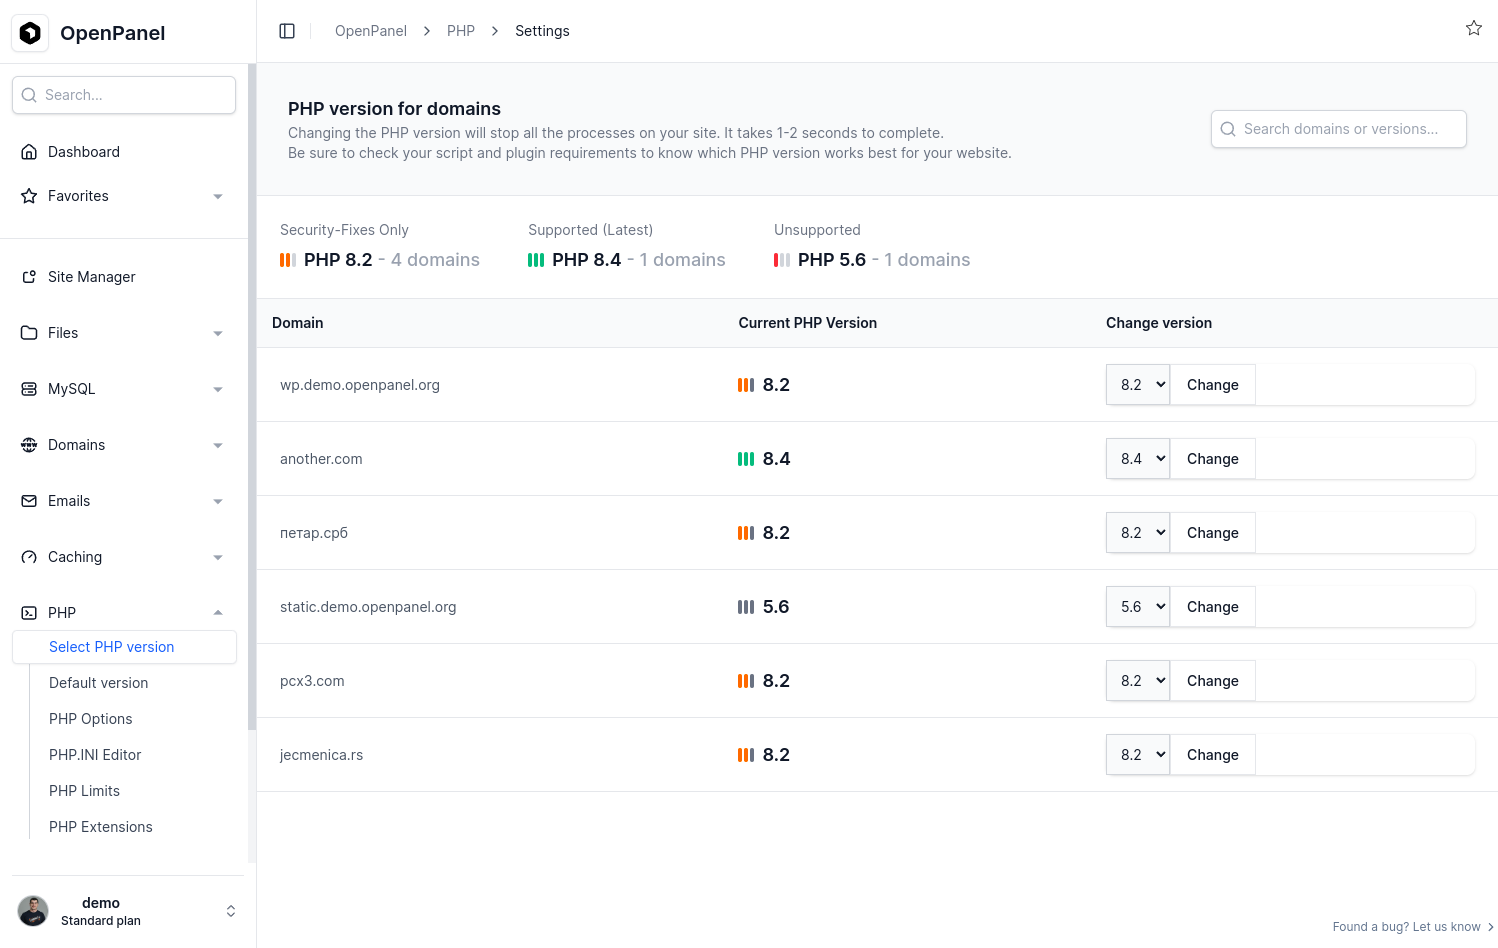 OpenPanel
Search...
Dashboard
Favorites
Site Manager
Files
MySQL
Domains
Emails
Caching
PHP
Select PHP version
Default version
PHP Options
PHP.INI Editor
PHP Limits
PHP Extensions
demo
Standard plan
OpenPanel > PHP > Settings
PHP version for domains
Changing the PHP version will stop all the processes on your site. It takes 1-2 seconds to complete.
Be sure to check your script and plugin requirements to know which PHP version works best for your website.
Search domains or versions...
Security-Fixes Only
PHP 8.2 - 4 domains
Supported (Latest)
PHP 8.4 - 1 domains
Unsupported
PHP 5.6 - 1 domains
Domain Current PHP Version Change version
wp.demo.openpanel.org 8.2 8.2 Change
another.com 8.4 8.4 Change
петар.срб 8.2 8.2 Change
static.demo.openpanel.org 5.6 5.6 Change
pcx3.com 8.2 8.2 Change
jecmenica.rs 8.2 8.2 Change
Found a bug? Let us know